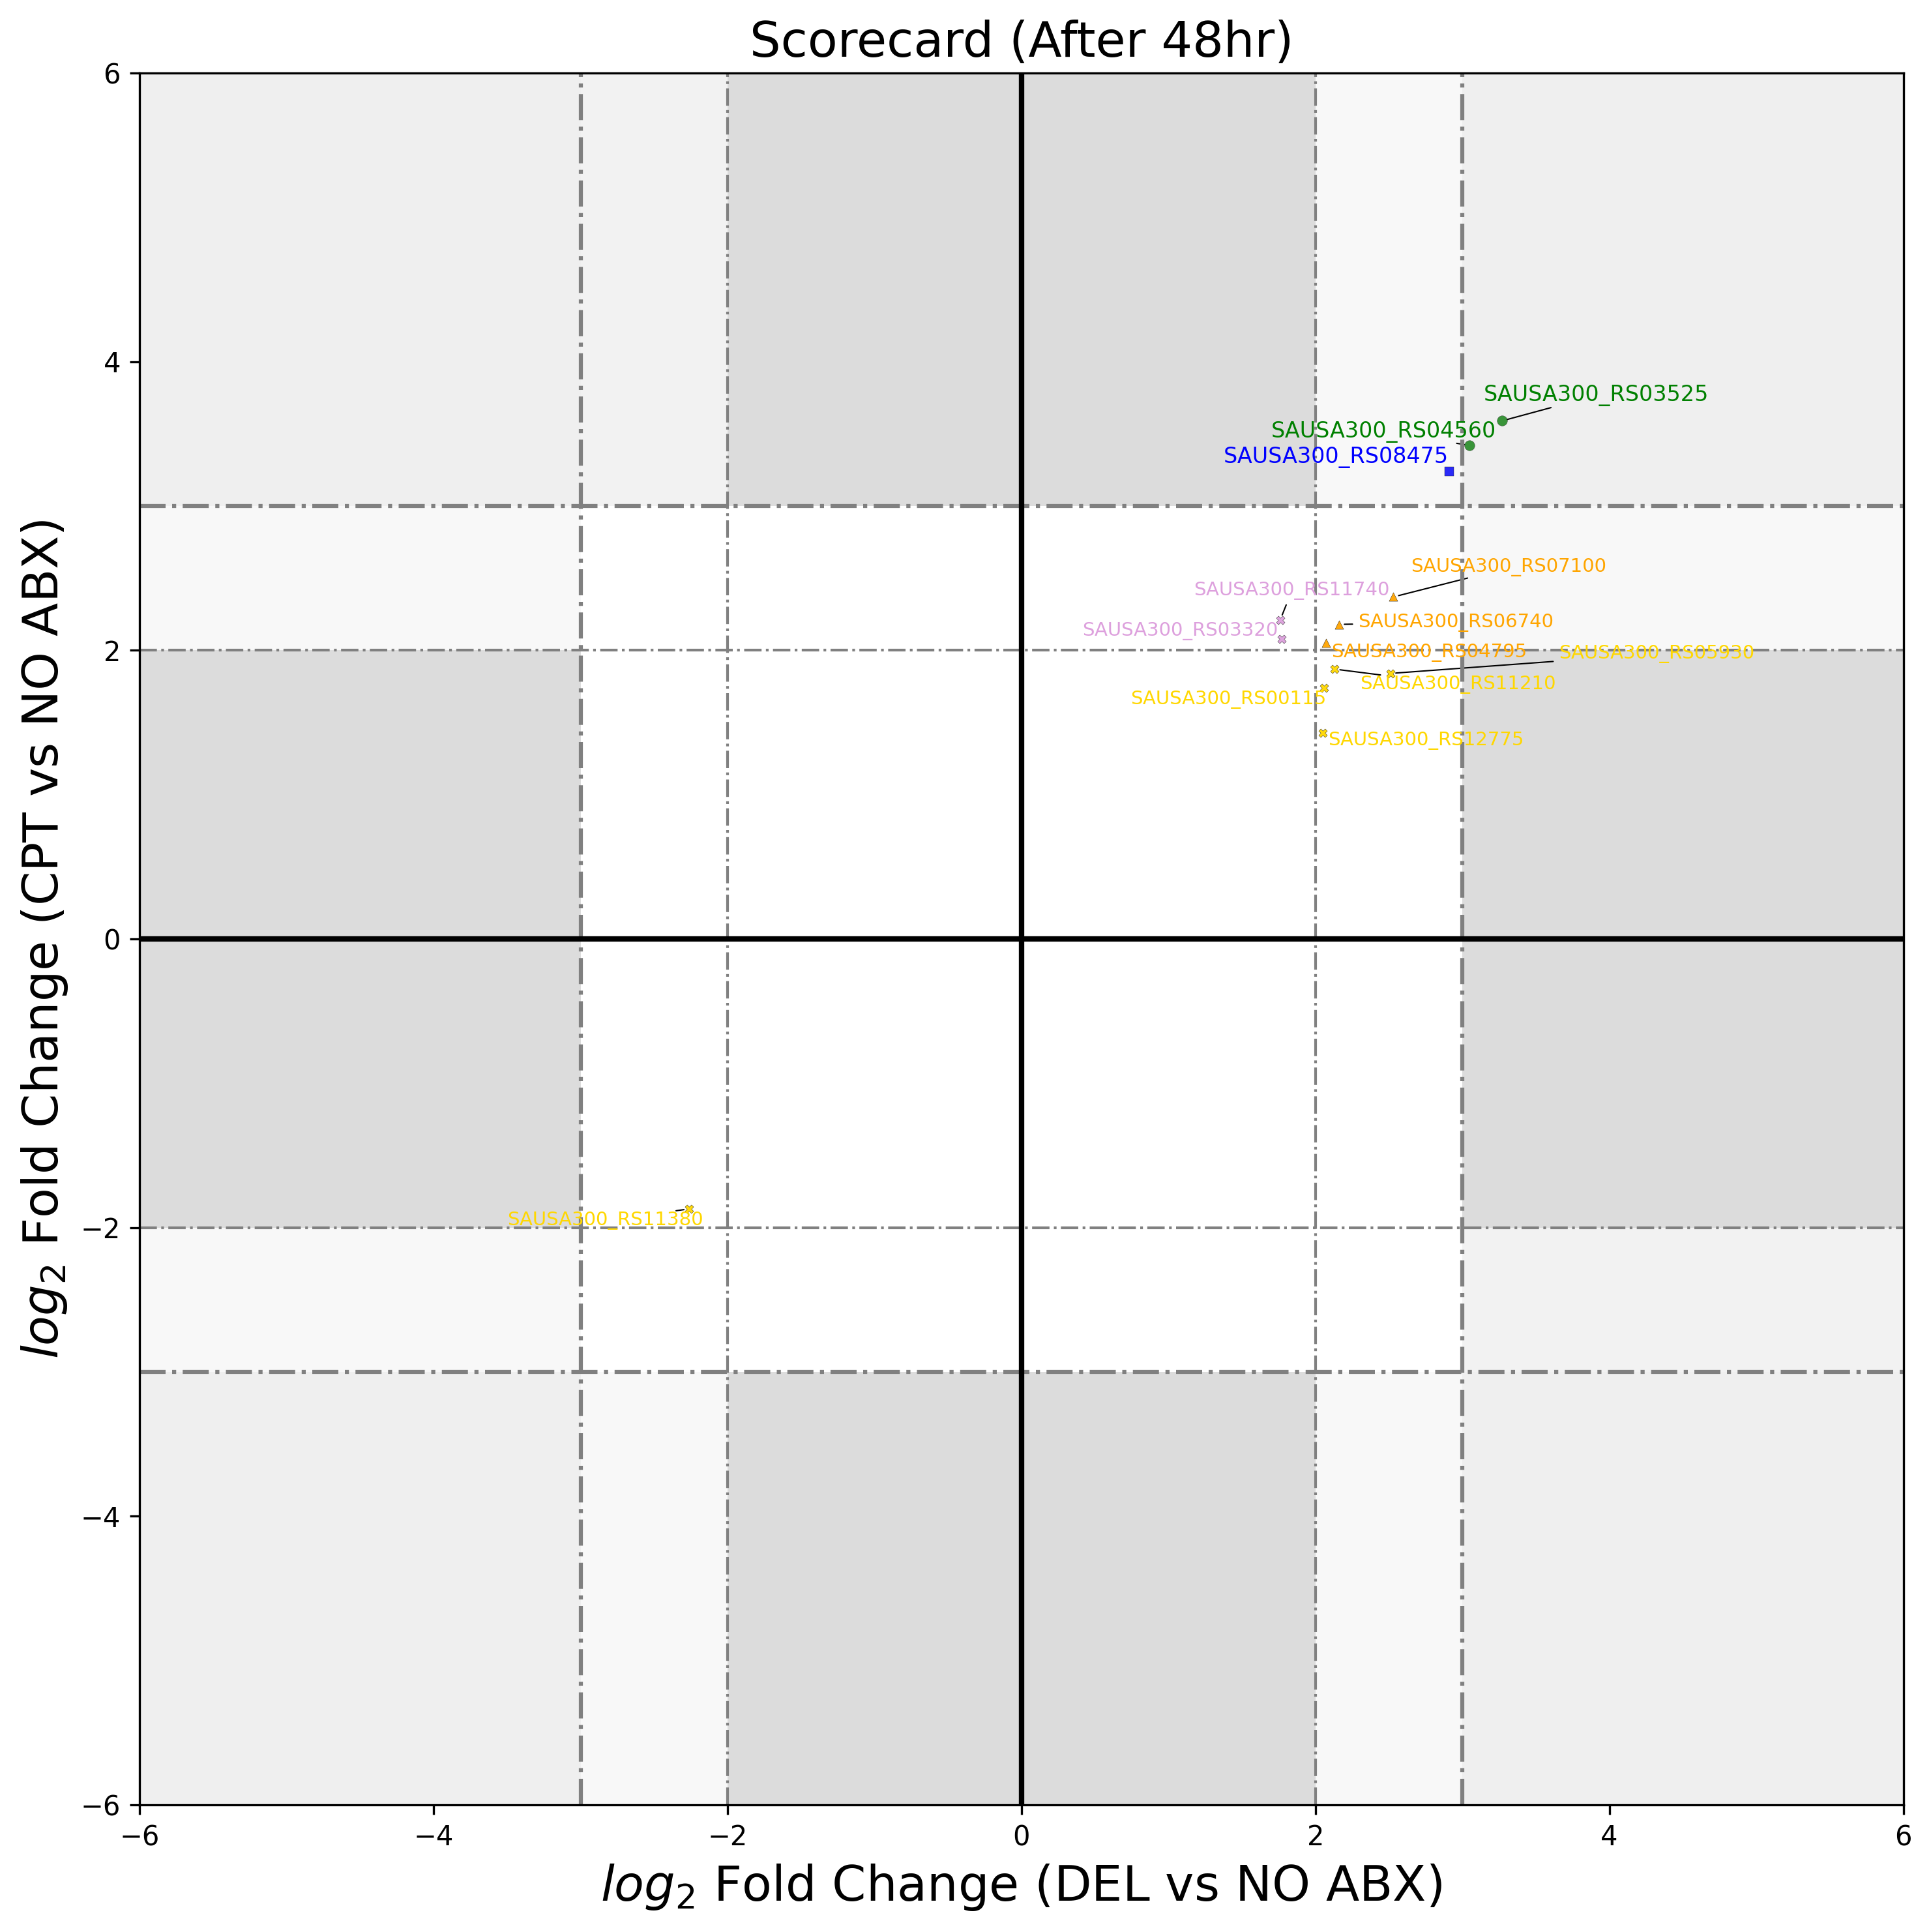 Scorecard (After 48hr)
log2 Fold Change (CPT vs NO ABX)
6
4
2
0
−2
−4
−6
SAUSA300_RS03525
SAUSA300_RS04560
SAUSA300_RS08475
SAUSA300_RS07100
SAUSA300_RS11740
SAUSA300_RS06740
SAUSA300_RS03320
SAUSA300_RS04795
SAUSA300_RS05930
SAUSA300_RS11210
SAUSA300_RS00115
SAUSA300_RS12775
SAUSA300_RS11380
−6 −4 −2 0 2 4 6
log2 Fold Change (DEL vs NO ABX)